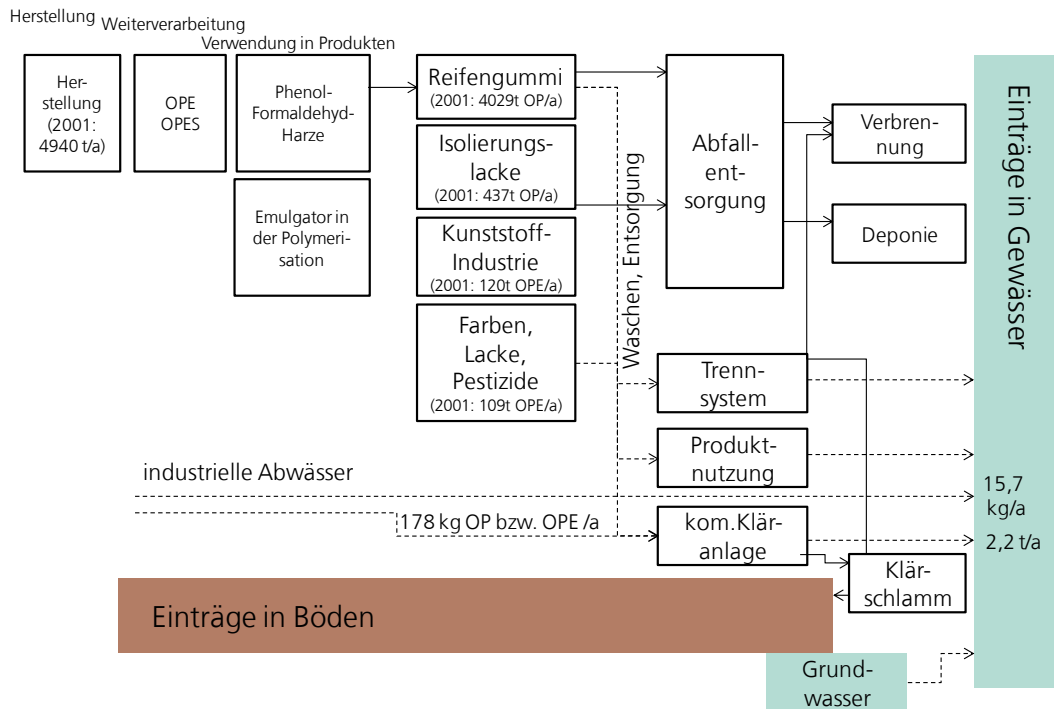 Herstellung
Weiterverarbeitung
Verwendung in Produkten
Her-
stellung
(2001:
4940 t/a)
OPE
OPES
Phenol-
Formaldehyd-
Harze
Emulgator in
der Polymeri-
sation
Reifengummi
(2001: 4029t OP/a)
Isolierungs-
lacke
(2001: 437t OP/a)
Kunststoff-
Industrie
(2001: 120t OPE/a)
Farben,
Lacke,
Pestizide
(2001: 109t OPE/a)
Waschen, Entsorgung
Abfall-
ent-
sorgung
Verbren-
nung
Deponie
Trenn-
system
Produkt-
nutzung
kom.Klär-
anlage
Klär-
schlamm
industrielle Abwässer
178 kg OP bzw. OPE /a
15,7
kg/a
2,2 t/a
Einträge in Gewässer
Einträge in Böden
Grund-
wasser